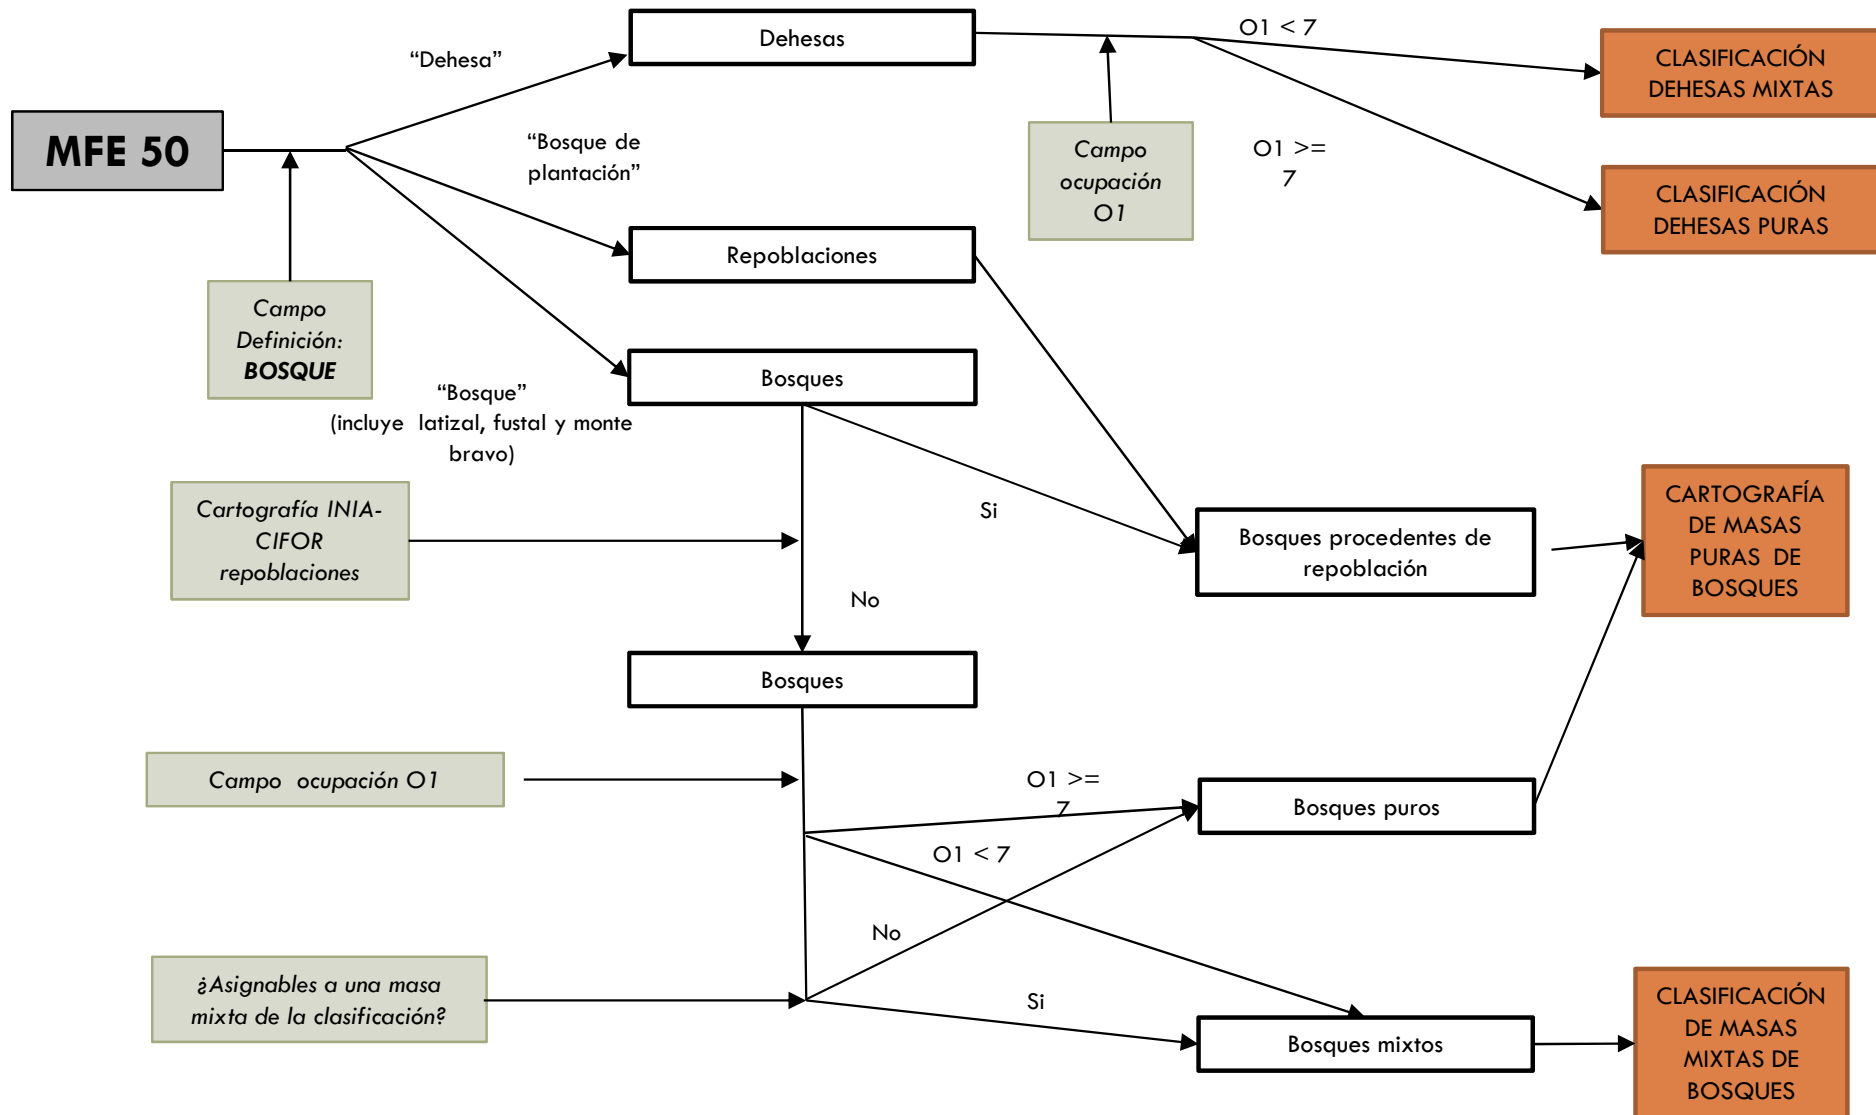 Dehesas
O1 < 7
CLASIFICACIÓN
DEHESAS MIXTAS
“Dehesa”
MFE 50
“Bosque de
plantación”
Campo
ocupación
O1
O1 >=
7
CLASIFICACIÓN
DEHESAS PURAS
Repoblaciones
Campo
Definición:
BOSQUE
Bosques
“Bosque”
(incluye latizal, fustal y monte
bravo)
Cartografía INIA-
CIFOR
repoblaciones
Si
Bosques procedentes de
repoblación
CARTOGRAFÍA
DE MASAS
PURAS DE
BOSQUES
No
Bosques
Campo ocupación O1
O1 >=
7
Bosques puros
O1 < 7
No
¿Asignables a una masa
mixta de la clasificación?
Si
Bosques mixtos
CLASIFICACIÓN
DE MASAS
MIXTAS DE
BOSQUES